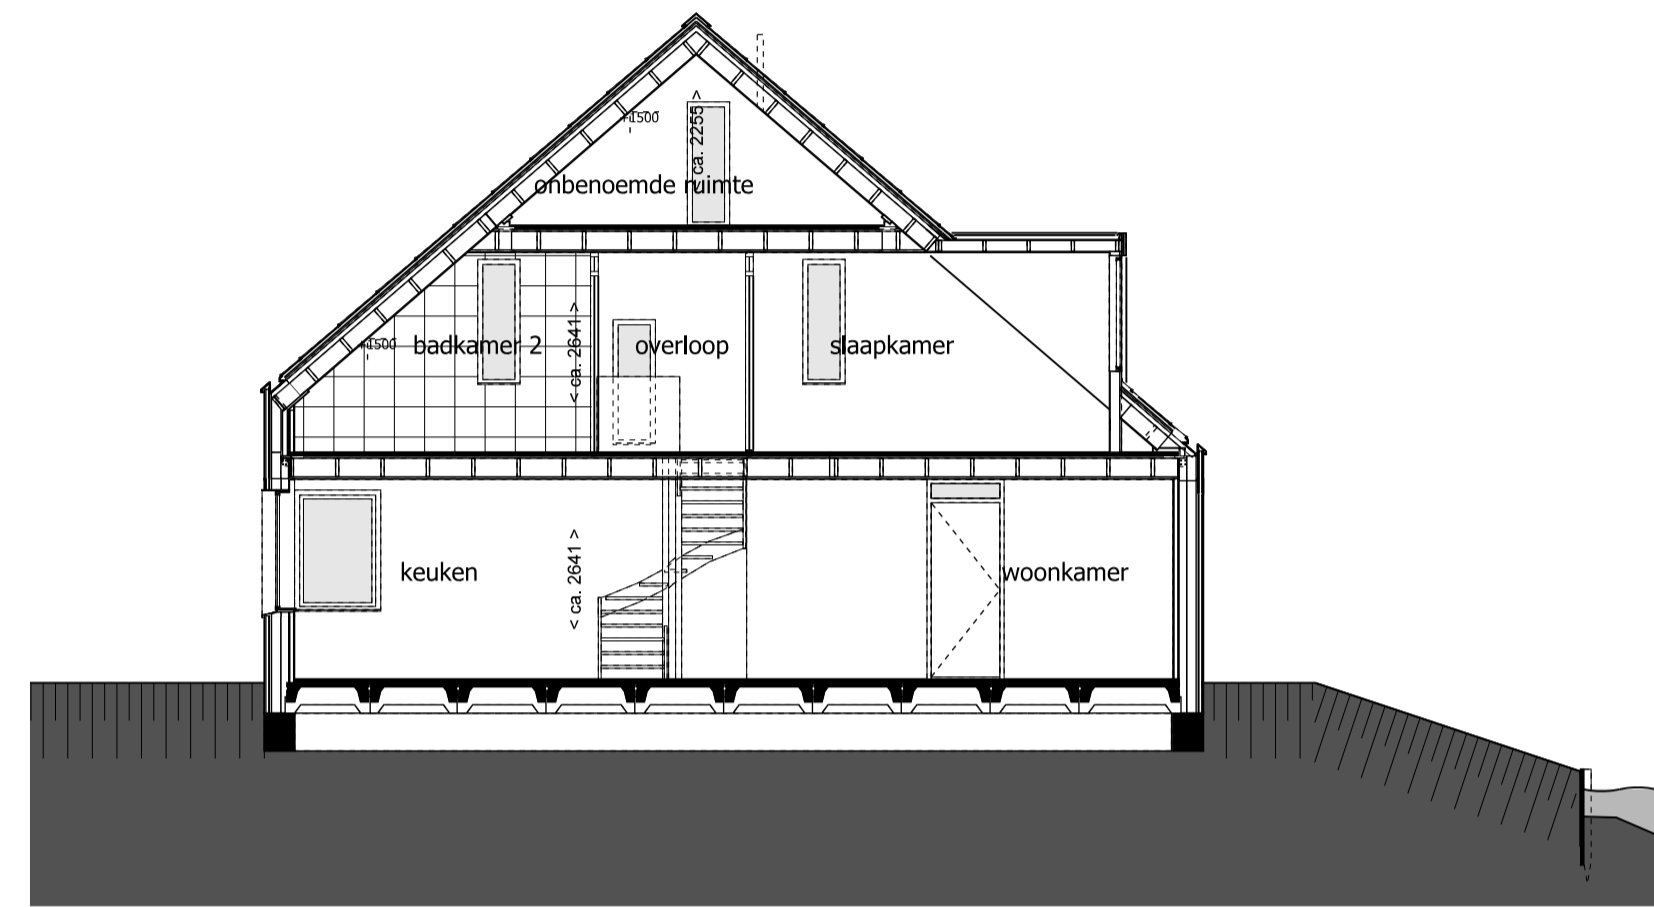 +1500
< ca. 2255 >
onbenoemde ruimte
+1500
badkamer 2
< ca. 2641 >
overloop
slaapkamer
keuken
< ca. 2641 >
woonkamer